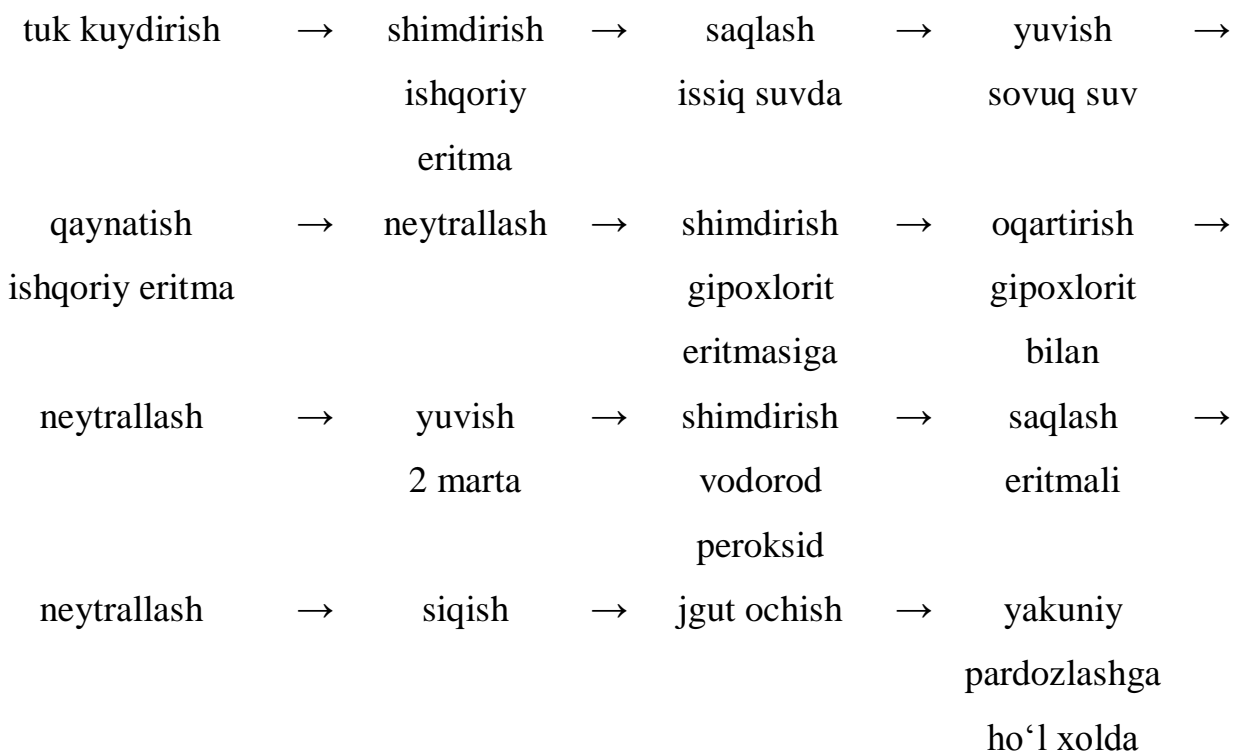 tuk kuydirish → shimdirish → saqlash → yuvish →
ishqoriy issiq suvda sovuq suv
eritma
qaynatish → neytrallash → shimdirish → oqartirish →
ishqoriy eritma gipoxlorit gipoxlorit
eritmasiga bilan
neytrallash → yuvish → shimdirish → saqlash →
2 marta vodorod eritmali
peroksid
neytrallash → siqish → jgut ochish → yakuniy
pardozlashga
ho‘l xolda